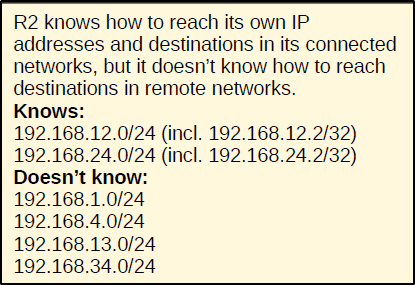 R2 knows how to reach its own IP
addresses and destinations in its connected
networks, but it doesn’t know how to reach
destinations in remote networks.
Knows:
192.168.12.0/24 (incl. 192.168.12.2/32)
192.168.24.0/24 (incl. 192.168.24.2/32)
Doesn’t know:
192.168.1.0/24
192.168.4.0/24
192.168.13.0/24
192.168.34.0/24